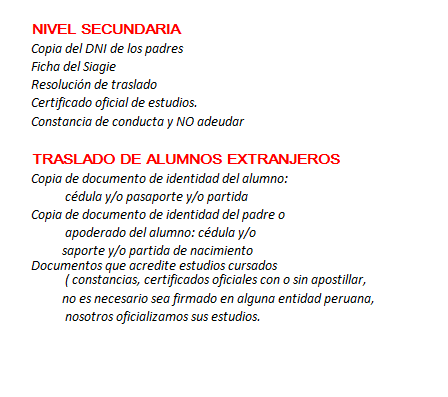 NIVEL SECUNDARIA
Copia del DNI de los padres
Ficha del Siagie
Resolución de traslado
Certificado oficial de estudios.
Constancia de conducta y NO adeudar
TRASLADO DE ALUMNOS EXTRANJEROS
Copia de documento de identidad del alumno:
cédula y/o pasaporte y/o partida
Copia de documento de identidad del padre o
apoderado del alumno: cédula y/o
saporte y/o partida de nacimiento
Documentos que acredite estudios cursados
( constancias, certificados oficiales con o sin apostillar,
no es necesario sea firmado en alguna entidad peruana,
nosotros oficializamos sus estudios.